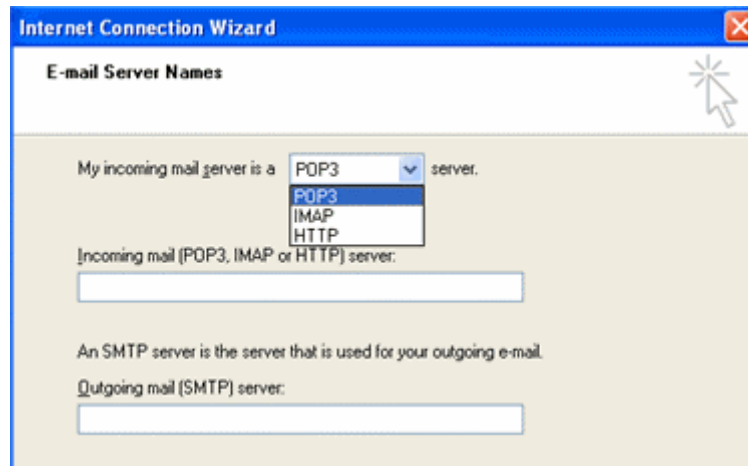 Internet Connection Wizard
E-mail Server Names
My incoming mail server is a POP3 server.
POP3
IMAP
HTTP
Incoming mail (POP3, IMAP or HTTP) server:
An SMTP server is the server that is used for your outgoing e-mail.
Outgoing mail (SMTP) server: